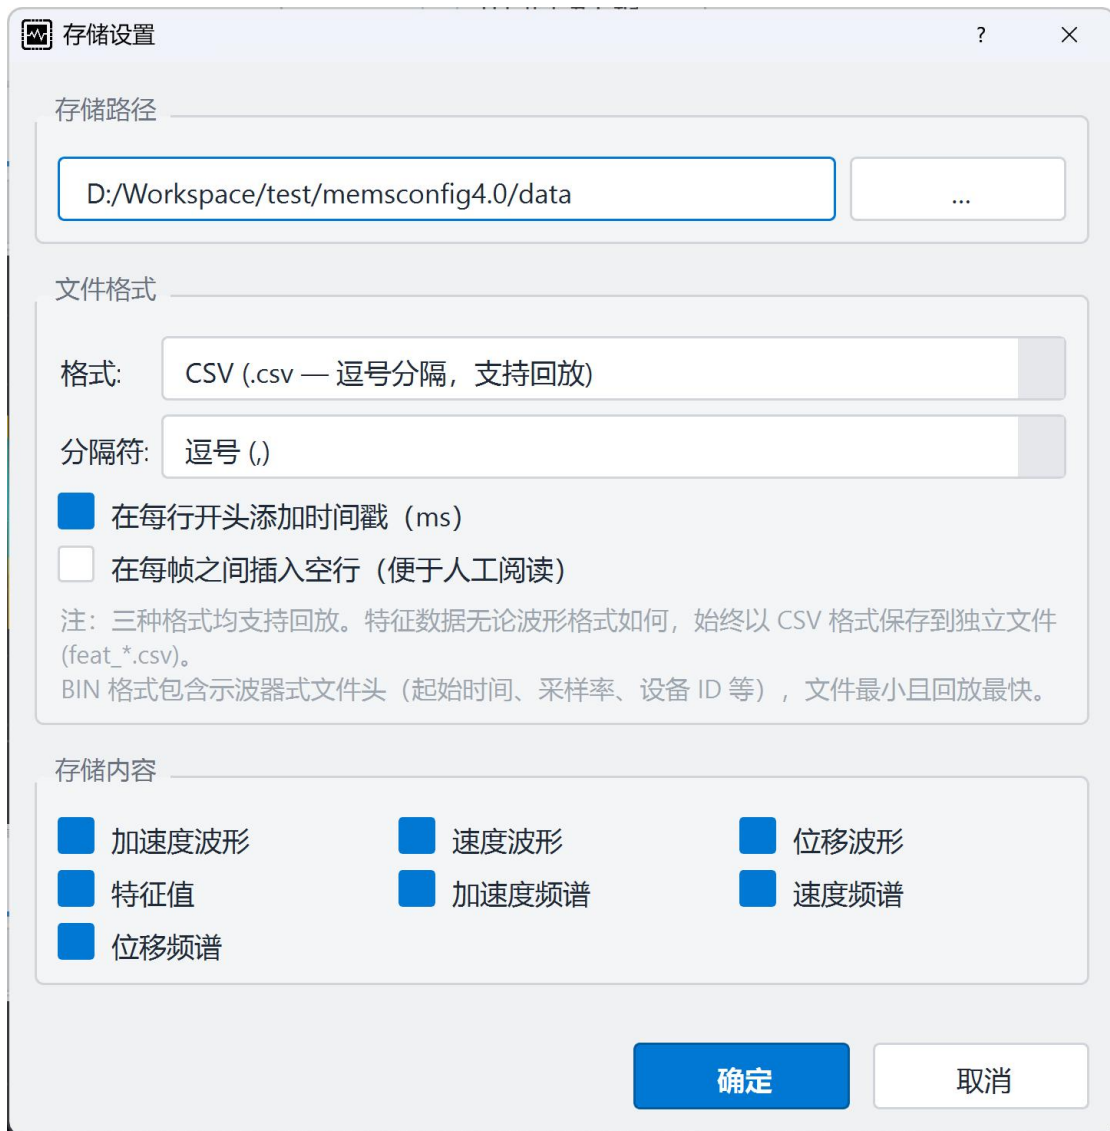 存储设置
?
存储路径
D:/Workspace/test/memsconfig4.0/data
...
文件格式
格式: CSV (.csv — 逗号分隔，支持回放)
分隔符: 逗号 (,)
在每行开头添加时间戳（ms）
在每帧之间插入空行（便于人工阅读）
注：三种格式均支持回放。特征数据无论波形格式如何，始终以 CSV 格式保存到独立文件
(feat_*.csv)。
BIN 格式包含示波器式文件头（起始时间、采样率、设备 ID 等），文件最小且回放最快。
存储内容
加速度波形 速度波形 位移波形
特征值 加速度频谱 速度频谱
位移频谱
确定 取消